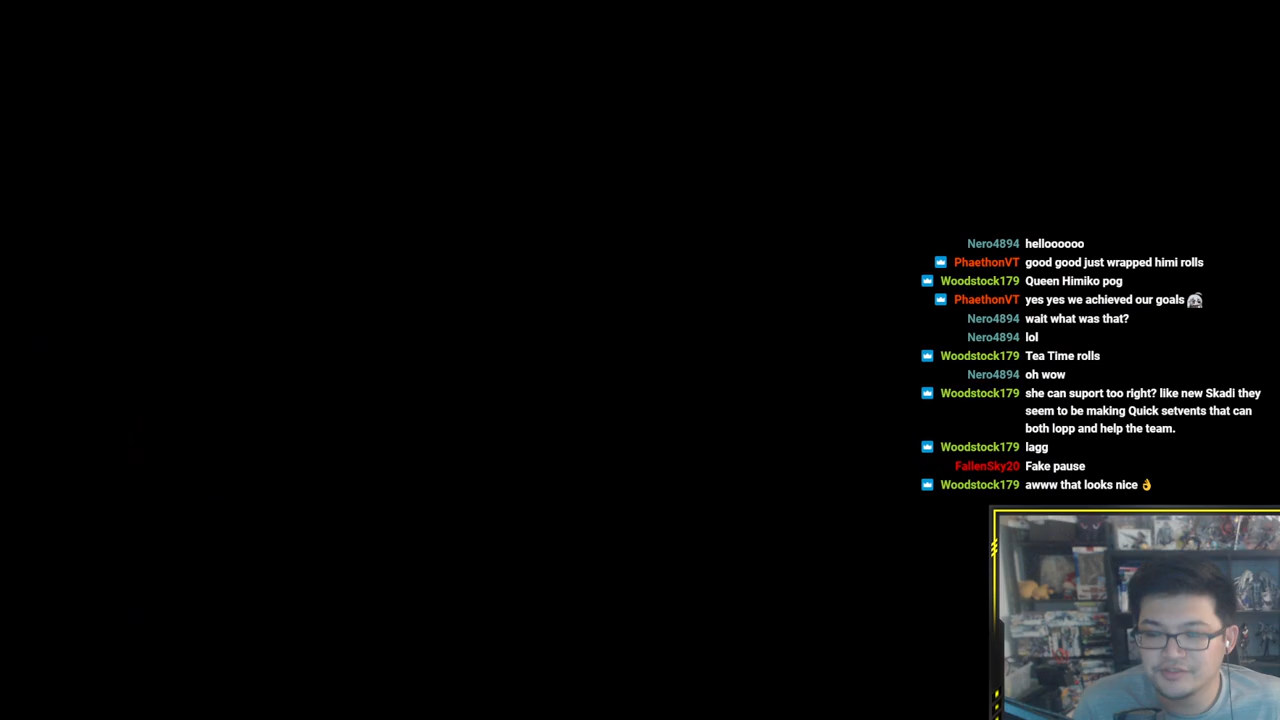 Nero4894 helloooooo
PhaethonVT good good just wrapped himi rolls
Woodstock179 Queen Himiko pog
PhaethonVT yes yes we achieved our goals
Nero4894 wait what was that?
Nero4894 lol
Woodstock179 Tea Time rolls
Nero4894 oh wow
Woodstock179 she can suport too right? like new Skadi they
seem to be making Quick setvents that can
both lopp and help the team.
Woodstock179 lagg
FallenSky20 Fake pause
Woodstock179 awww that looks nice 👌